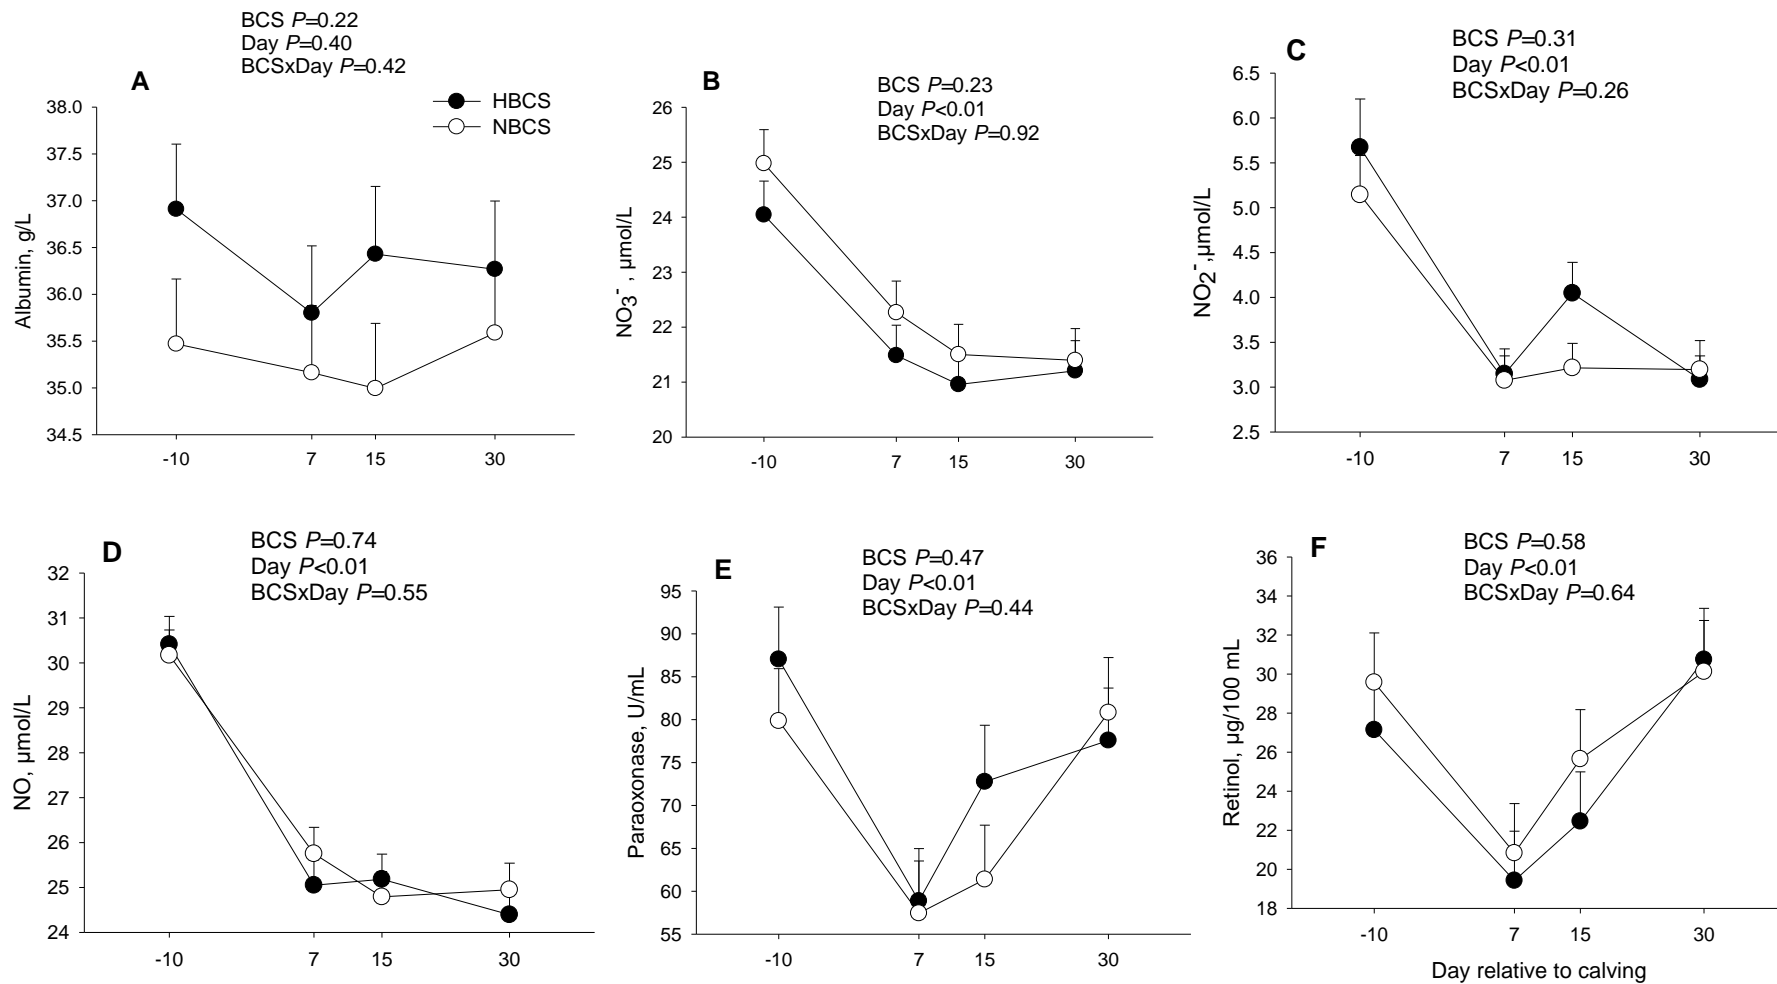 BCS P=0.22
Day P=0.40
BCSxDay P=0.42
A
HBCS
NBCS
38.0
37.5
37.0
36.5
36.0
35.5
35.0
34.5
Albumin, g/L
-10 7 15 30
B
BCS P=0.23
Day P<0.01
BCSxDay P=0.92
26
25
24
23
22
21
20
NO3-, µmol/L
-10 7 15 30
C
BCS P=0.31
Day P<0.01
BCSxDay P=0.26
6.5
6.0
5.5
5.0
4.5
4.0
3.5
3.0
2.5
NO2-,µmol/L
-10 7 15 30
D
BCS P=0.74
Day P<0.01
BCSxDay P=0.55
32
31
30
29
28
27
26
25
24
NO, µmol/L
-10 7 15 30
E
BCS P=0.47
Day P<0.01
BCSxDay P=0.44
95
90
85
80
75
70
65
60
55
Paraoxonase, U/mL
-10 7 15 30
F
BCS P=0.58
Day P<0.01
BCSxDay P=0.64
36
34
32
30
28
26
24
22
20
18
Retinol, µg/100 mL
-10 7 15 30
Day relative to calving